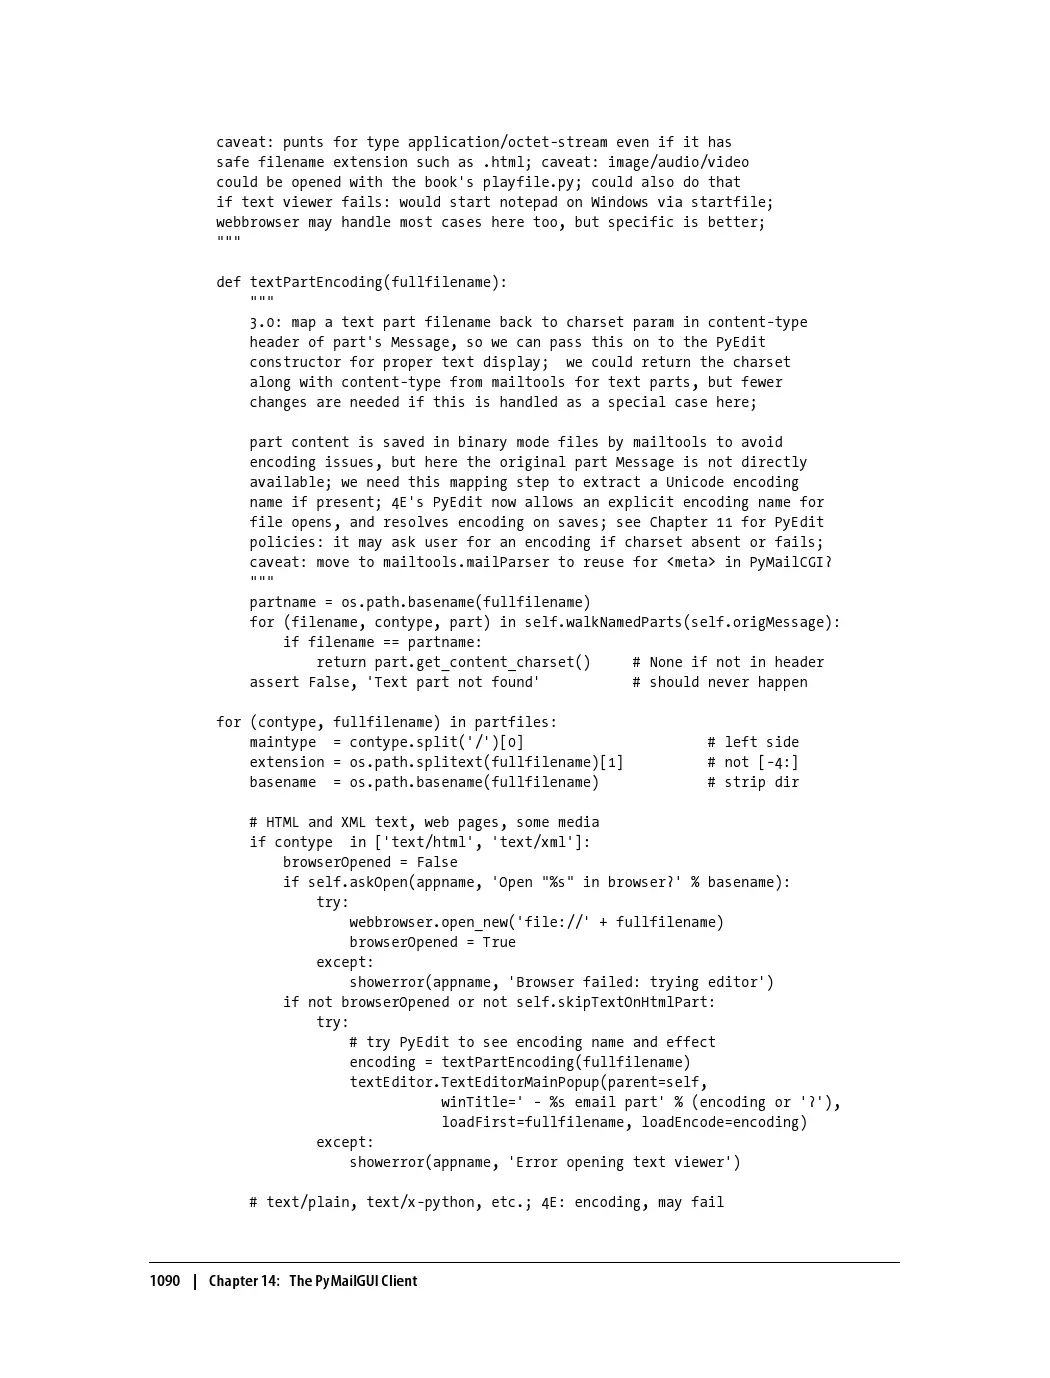 caveat: punts for type application/octet-stream even if it has
safe filename extension such as .html; caveat: image/audio/video
could be opened with the book's playfile.py; could also do that
if text viewer fails: would start notepad on Windows via startfile;
webbrowser may handle most cases here too, but specific is better;
"""

def textPartEncoding(fullfilename):
    """
    3.0: map a text part filename back to charset param in content-type
    header of part's Message, so we can pass this on to the PyEdit
    constructor for proper text display;  we could return the charset
    along with content-type from mailtools for text parts, but fewer
    changes are needed if this is handled as a special case here;

    part content is saved in binary mode files by mailtools to avoid
    encoding issues, but here the original part Message is not directly
    available; we need this mapping step to extract a Unicode encoding
    name if present; 4E's PyEdit now allows an explicit encoding name for
    file opens, and resolves encoding on saves; see Chapter 11 for PyEdit
    policies: it may ask user for an encoding if charset absent or fails;
    caveat: move to mailtools.mailParser to reuse for <meta> in PyMailCGI?
    """
    partname = os.path.basename(fullfilename)
    for (filename, contype, part) in self.walkNamedParts(self.origMessage):
        if filename == partname:
            return part.get_content_charset()     # None if not in header
    assert False, 'Text part not found'           # should never happen

for (contype, fullfilename) in partfiles:
    maintype  = contype.split('/')[0]                      # left side
    extension = os.path.splitext(fullfilename)[1]          # not [-4:]
    basename  = os.path.basename(fullfilename)             # strip dir

    # HTML and XML text, web pages, some media
    if contype  in ['text/html', 'text/xml']:
        browserOpened = False
        if self.askOpen(appname, 'Open "%s" in browser?' % basename):
            try:
                webbrowser.open_new('file://' + fullfilename)
                browserOpened = True
            except:
                showerror(appname, 'Browser failed: trying editor')
        if not browserOpened or not self.skipTextOnHtmlPart:
            try:
                # try PyEdit to see encoding name and effect
                encoding = textPartEncoding(fullfilename)
                textEditor.TextEditorMainPopup(parent=self,
                           winTitle=' - %s email part' % (encoding or '?'),
                           loadFirst=fullfilename, loadEncode=encoding)
            except:
                showerror(appname, 'Error opening text viewer')

    # text/plain, text/x-python, etc.; 4E: encoding, may fail

1090 | Chapter 14: The PyMailGUI Client